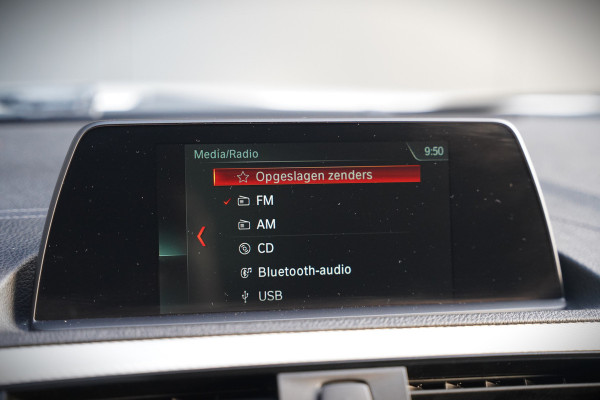 Media/Radio
9:50
Opgeslagen zenders
FM
AM
CD
Bluetooth-audio
USB